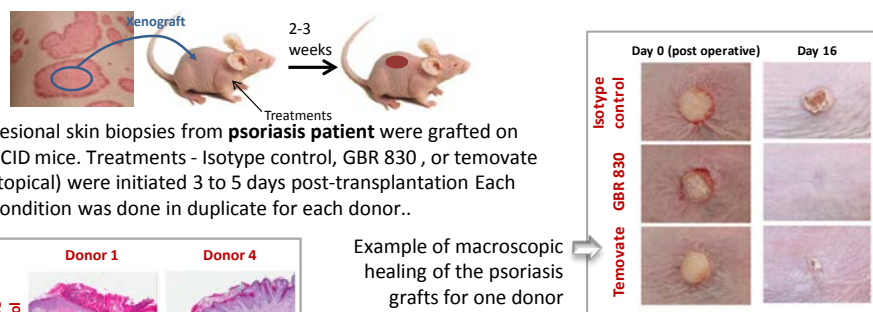 Xenograft
2-3
weeks
Treatments
esional skin biopsies from psoriasis patient were grafted on
CID mice. Treatments - Isotype control, GBR 830 , or temovate
topical) were initiated 3 to 5 days post-transplantation Each
ondition was done in duplicate for each donor..
Day 0 (post operative) Day 16
Isotype
control
GBR 830
Temovate
Example of macroscopic
healing of the psoriasis
grafts for one donor
Donor 1 Donor 4
ol